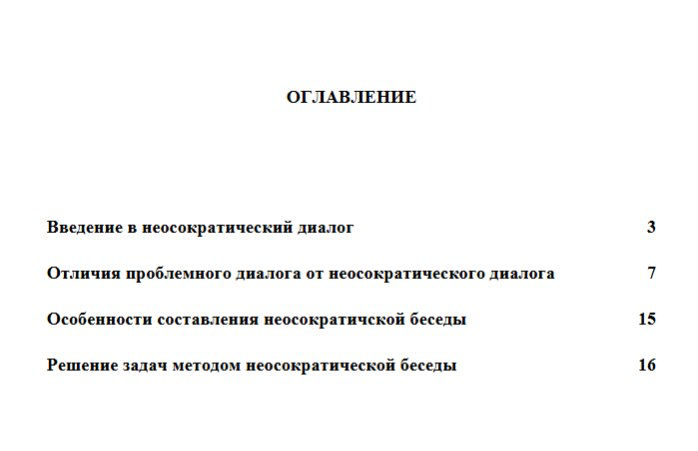 ОГЛАВЛЕНИЕ
Введение в неосократический диалог 3
Отличия проблемного диалога от неосократического диалога 7
Особенности составления неосократичской беседы 15
Решение задач методом неосократической беседы 16